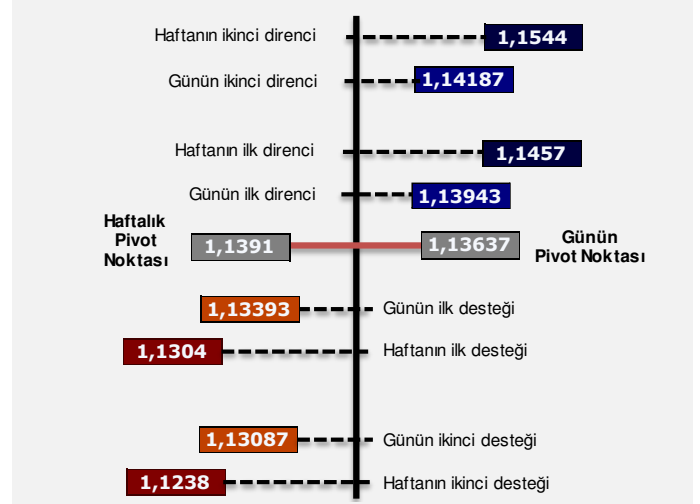 Haftanın ikinci direnci
1,1544
Günün ikinci direnci
1,14187
Haftanın ilk direnci
1,1457
Günün ilk direnci
1,13943
Haftalık
Pivot
Noktası
1,1391
1,13637
Günün
Pivot Noktası
1,13393
Günün ilk desteği
1,1304
Haftanın ilk desteği
1,13087
Günün ikinci desteği
1,1238
Haftanın ikinci desteği